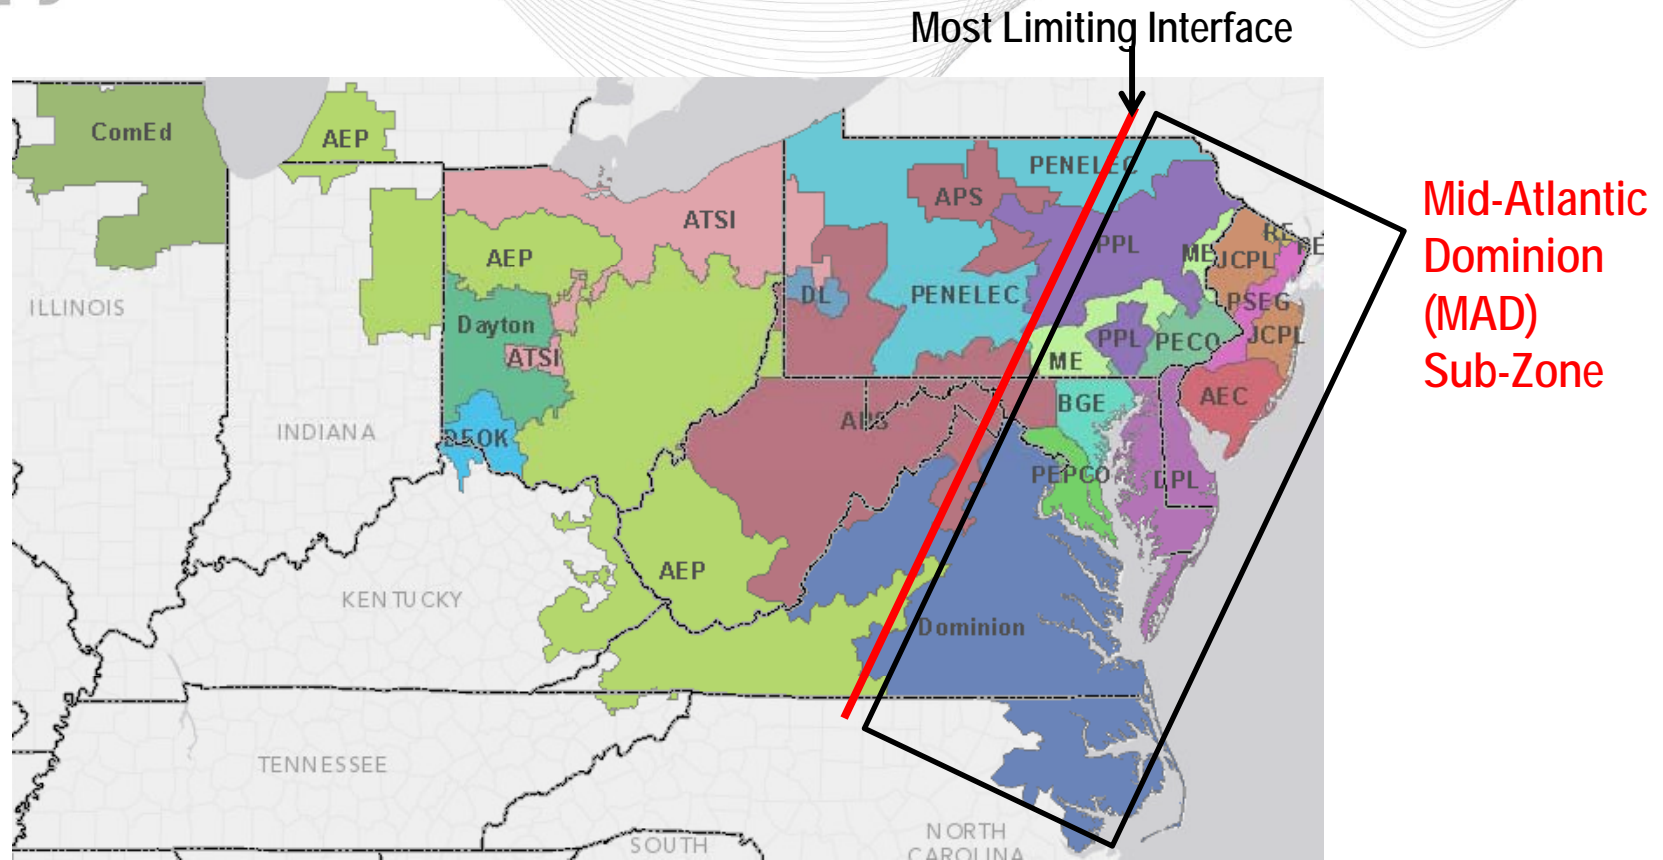 Most Limiting Interface
Mid-Atlantic
Dominion
(MAD)
Sub-Zone
ComEd
AEP
PENELEC
APS
ATSI
PPL
ME
JCPL
RE
AEP
DL
PENELEC
PSEG
ILLINOIS
Dayton
JCPL
PPL
PECO
ATSI
ME
AEC
BGE
APS
INDIANA
DEOK
PEPCO
DPL
AEP
KENTUCKY
Dominion
TENNESSEE
NORTH
CAROLINA
SOUTH